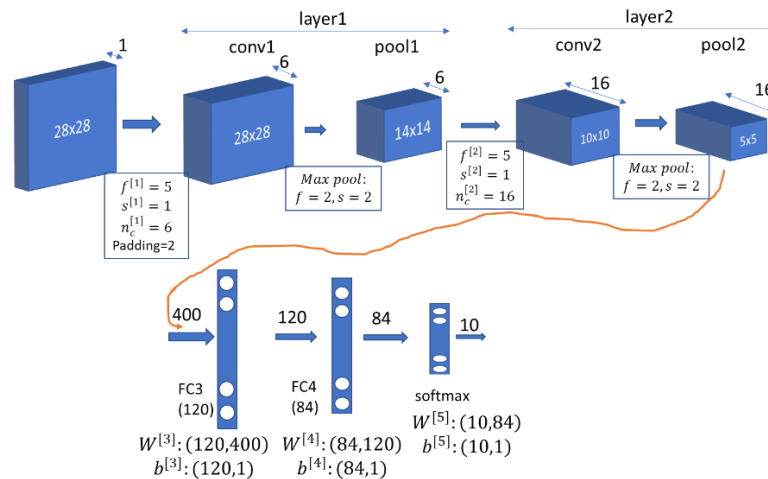 layer1
layer2
1
conv1
pool1
conv2
pool2
6
6
16
16
28x28
28x28
14x14
10x10
5x5
f^[1] = 5
s^[1] = 1
n_c^[1] = 6
Padding=2
Max pool:
f = 2, s = 2
f^[2] = 5
s^[2] = 1
n_c^[2] = 16
Max pool:
f = 2, s = 2
400
120
84
10
FC3
(120)
FC4
(84)
softmax
W^[3]: (120,400)
b^[3]: (120,1)
W^[4]: (84,120)
b^[4]: (84,1)
W^[5]: (10,84)
b^[5]: (10,1)